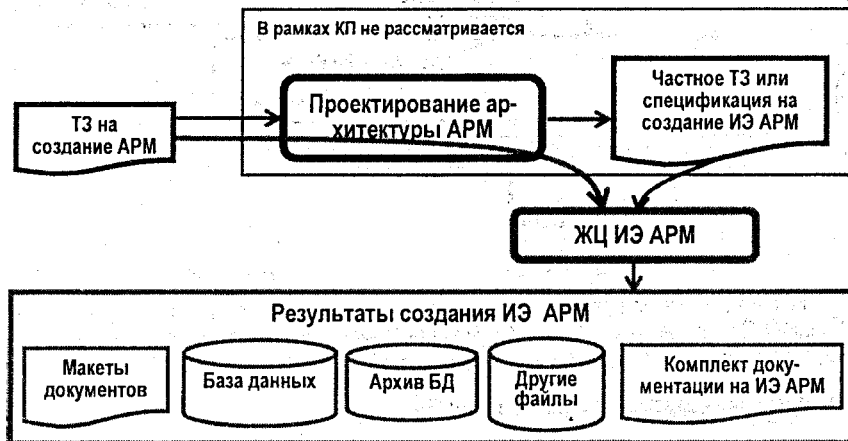 В рамках КП не рассматривается
Проектирование ар-
хитектуры АРМ
Частное ТЗ или
спецификация на
создание ИЭ АРМ
ТЗ на
создание АРМ
ЖЦ ИЭ АРМ
Результаты создания ИЭ АРМ
Макеты
документов
База данных
Архив БД
Другие
файлы
Комплект доку-
ментации на ИЭ АРМ